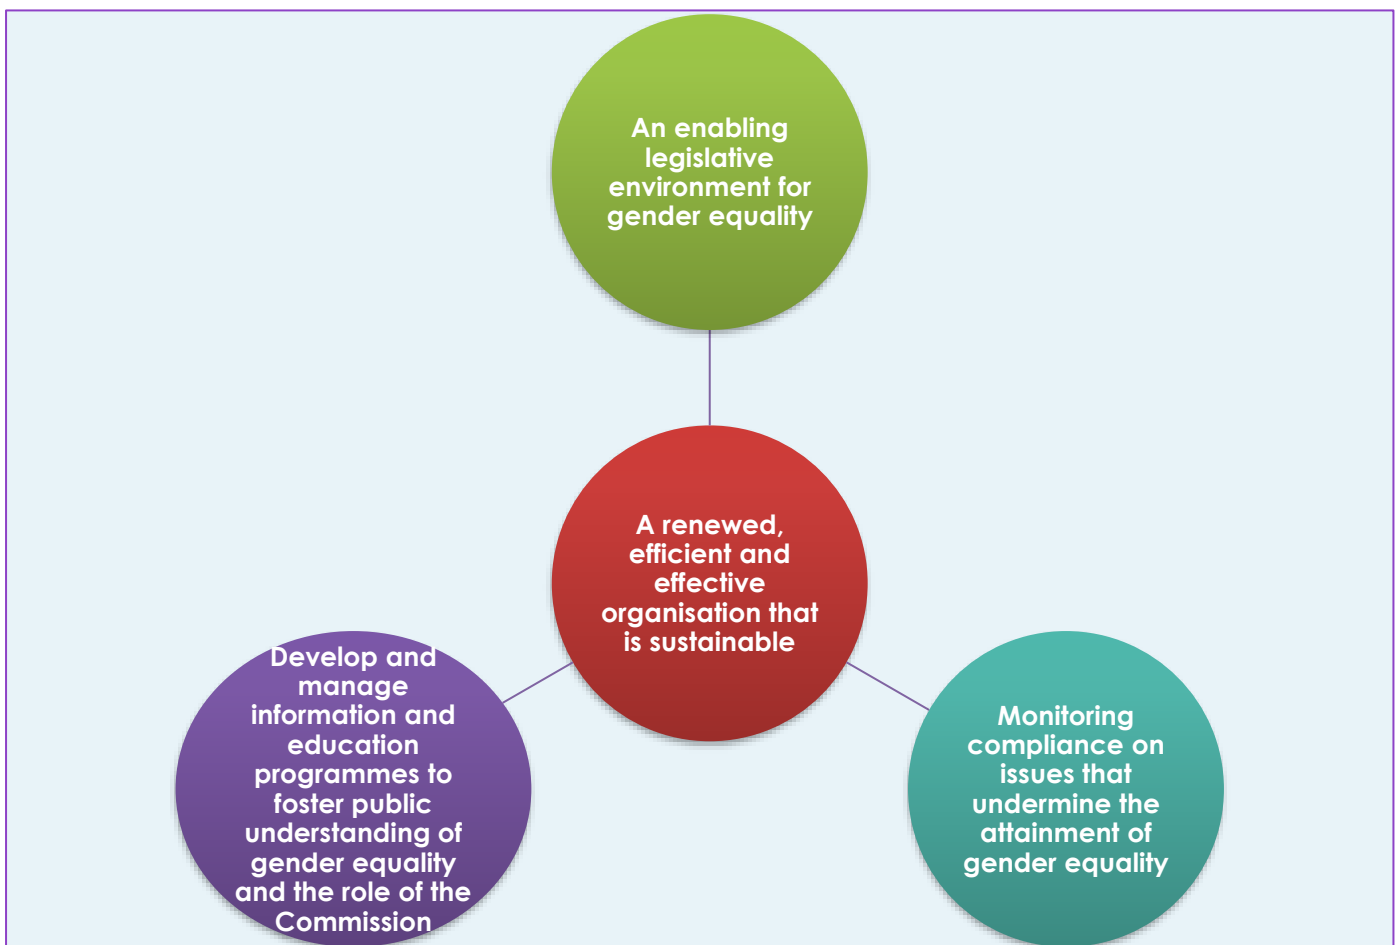 An enabling
legislative
environment for
gender equality
A renewed,
efficient and
effective
organisation that
is sustainable
Develop and
manage
information and
education
programmes to
foster public
understanding of
gender equality
and the role of the
Commission
Monitoring
compliance on
issues that
undermine the
attainment of
gender equality